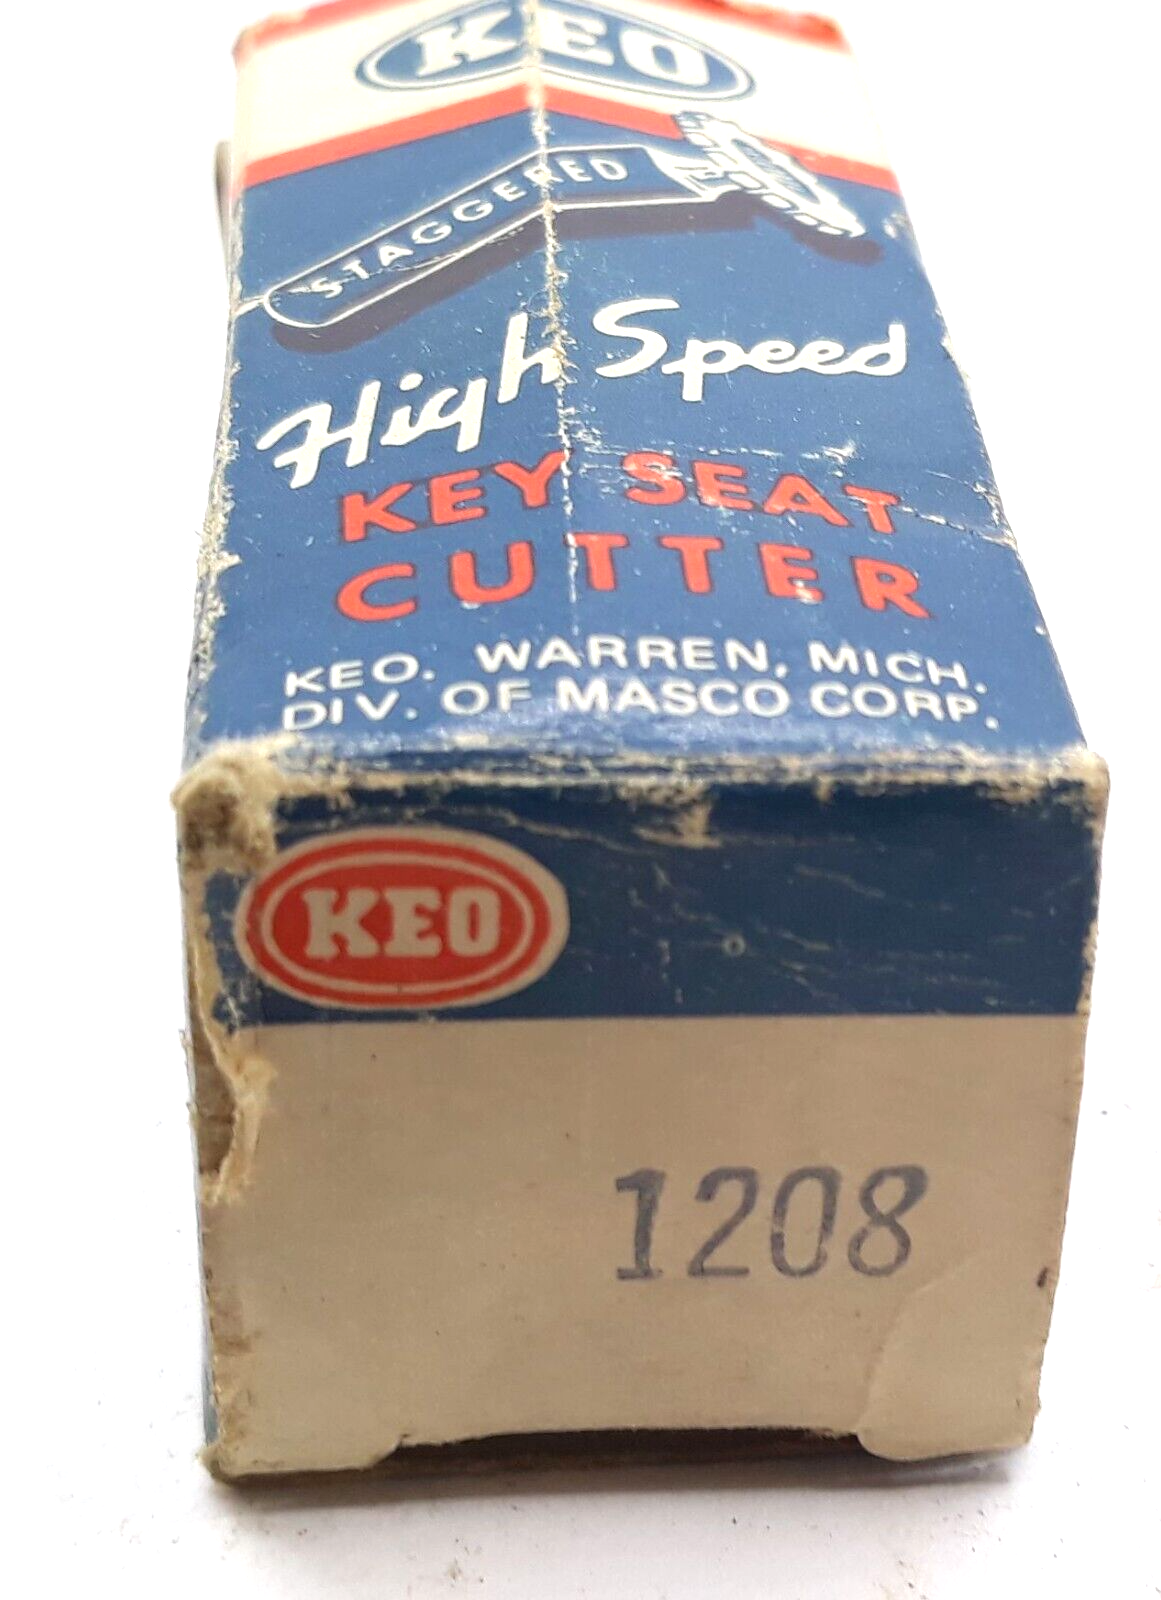 KEO
STAGGERED
High Speed
KEY SEAT
CUTTER
KEO. WARREN, MICH.
DIV. OF MASCO CORP.
KEO
1208